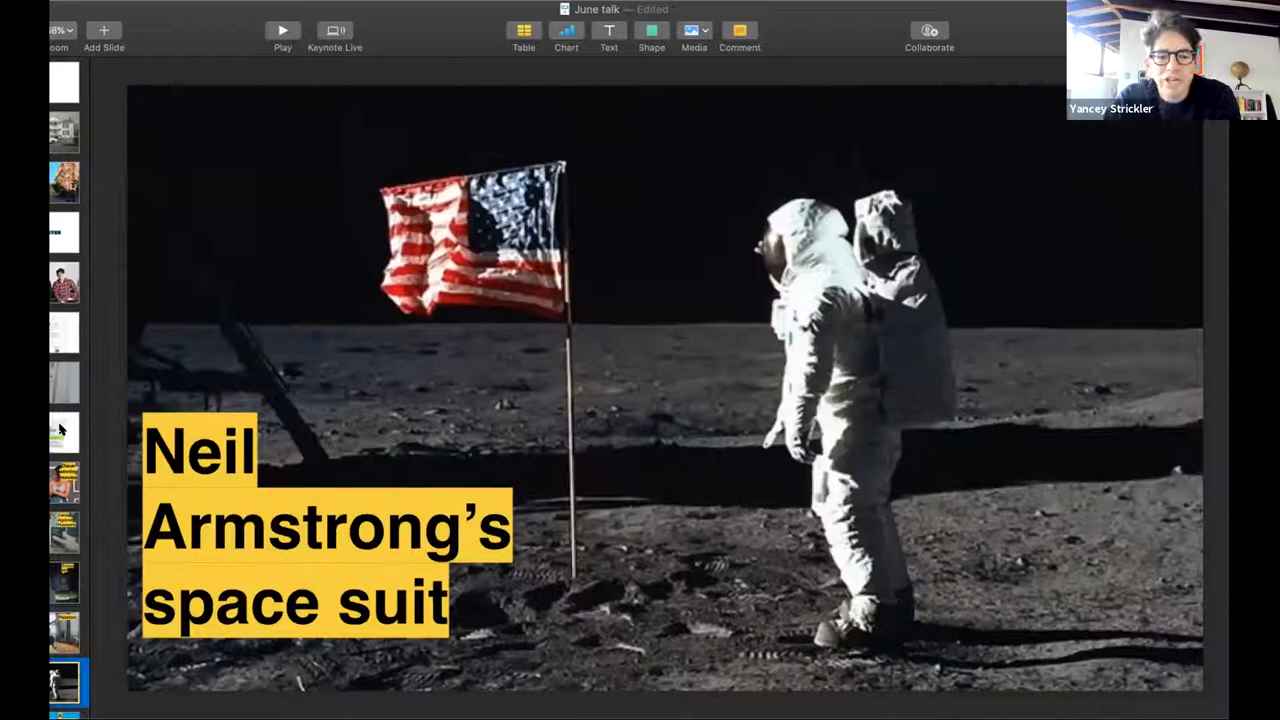 June talk — Edited
Zoom
Add Slide
Play
Keynote Live
Table
Chart
Text
Shape
Media
Comment
Collaborate
Yancey Strickler
Neil
Armstrong’s
space suit